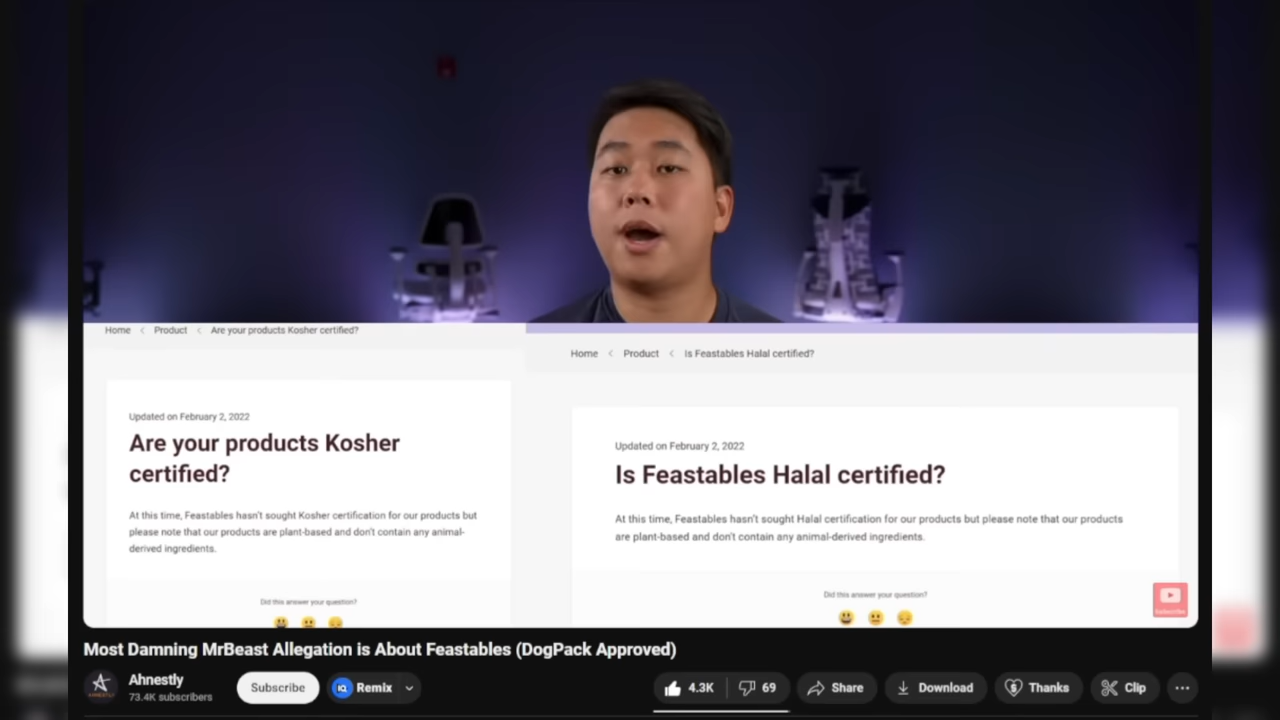 Home < Product < Are your products Kosher certified?
Updated on February 2, 2022
Are your products Kosher
certified?
At this time, Feastables hasn't sought Kosher certification for our products but
please note that our products are plant-based and don't contain any animal-
derived ingredients.
Did this answer your question?
Home < Product < Is Feastables Halal certified?
Updated on February 2, 2022
Is Feastables Halal certified?
At this time, Feastables hasn't sought Halal certification for our products but please note that our products
are plant-based and don't contain any animal-derived ingredients.
Did this answer your question?
Subscribe
Most Damning MrBeast Allegation is About Feastables (DogPack Approved)
AHNESTLY
Ahnestly
73.4K subscribers
Subscribe
IQ Remix
4.3K
69
Share
Download
Thanks
Clip